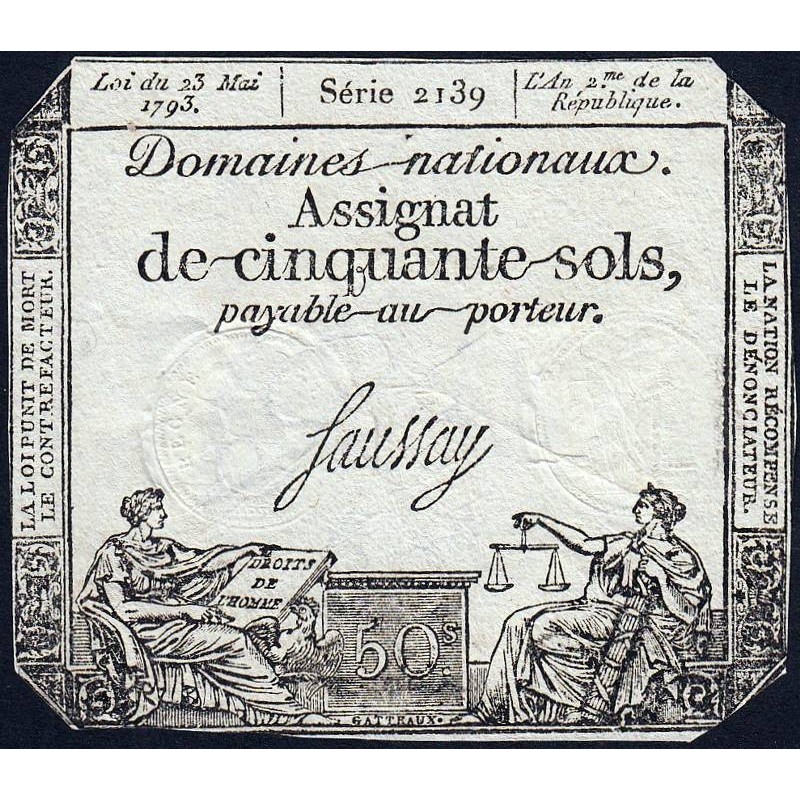 Loi du 23 Mai
1793.
Série 2139
L'An 2.me de la
République.
Domaines nationaux.
Assignat
de cinquante sols,
payable au porteur.
LA LOI PUNIT DE MORT
LE CONTREFACTEUR.
LA NATION RÉCOMPENSE
LE DÉNONCIATEUR.
Saussay
DROITS
DE
L'HOMME
50s.
GATTEAUX.